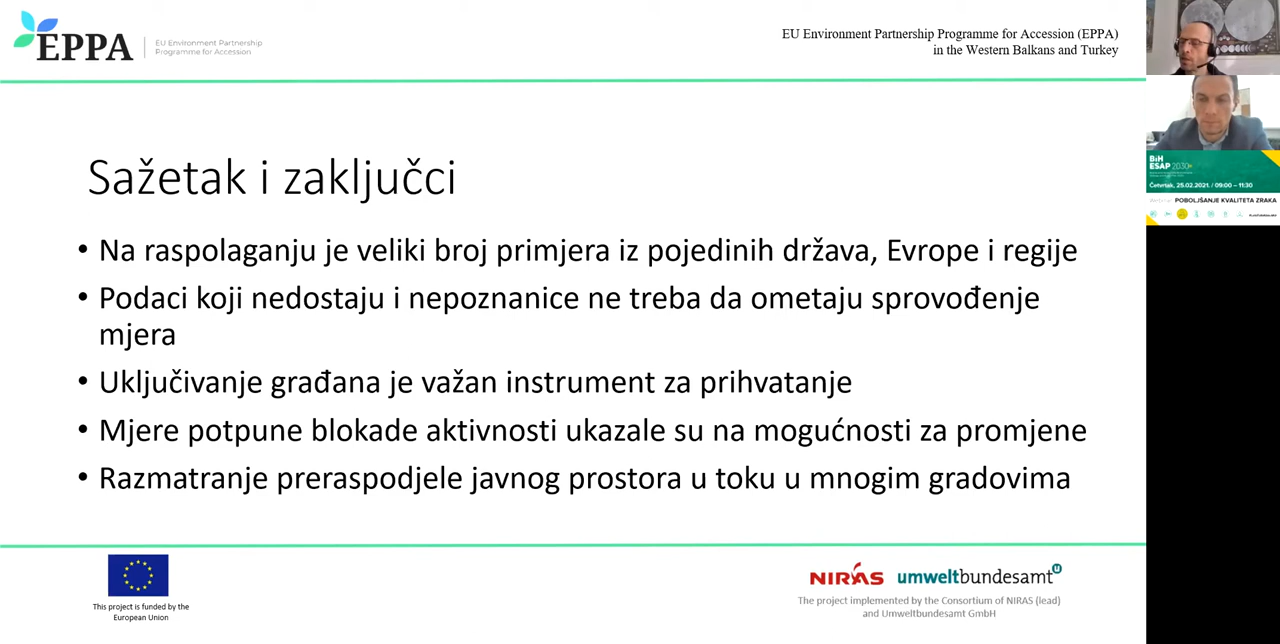 EPPA
EU Environment Partnership
Programme for Accession
EU Environment Partnership Programme for Accession (EPPA)
in the Western Balkans and Turkey
Sažetak i zaključci
• Na raspolaganju je veliki broj primjera iz pojedinih država, Evrope i regije
• Podaci koji nedostaju i nepoznanice ne treba da ometaju sprovođenje
mjera
• Uključivanje građana je važan instrument za prihvatanje
• Mjere potpune blokade aktivnosti ukazale su na mogućnosti za promjene
• Razmatranje preraspodjele javnog prostora u toku u mnogim gradovima
This project is funded by the
European Union
NIRAS umweltbundesamt
The project implemented by the Consortium of NIRAS (lead)
and Umweltbundesamt GmbH
BiH
ESAP 2030+
Četvrtak, 25.02.2021. / 09:00 – 11:30
POBOLJŠANJE KVALITETA ZRAKA